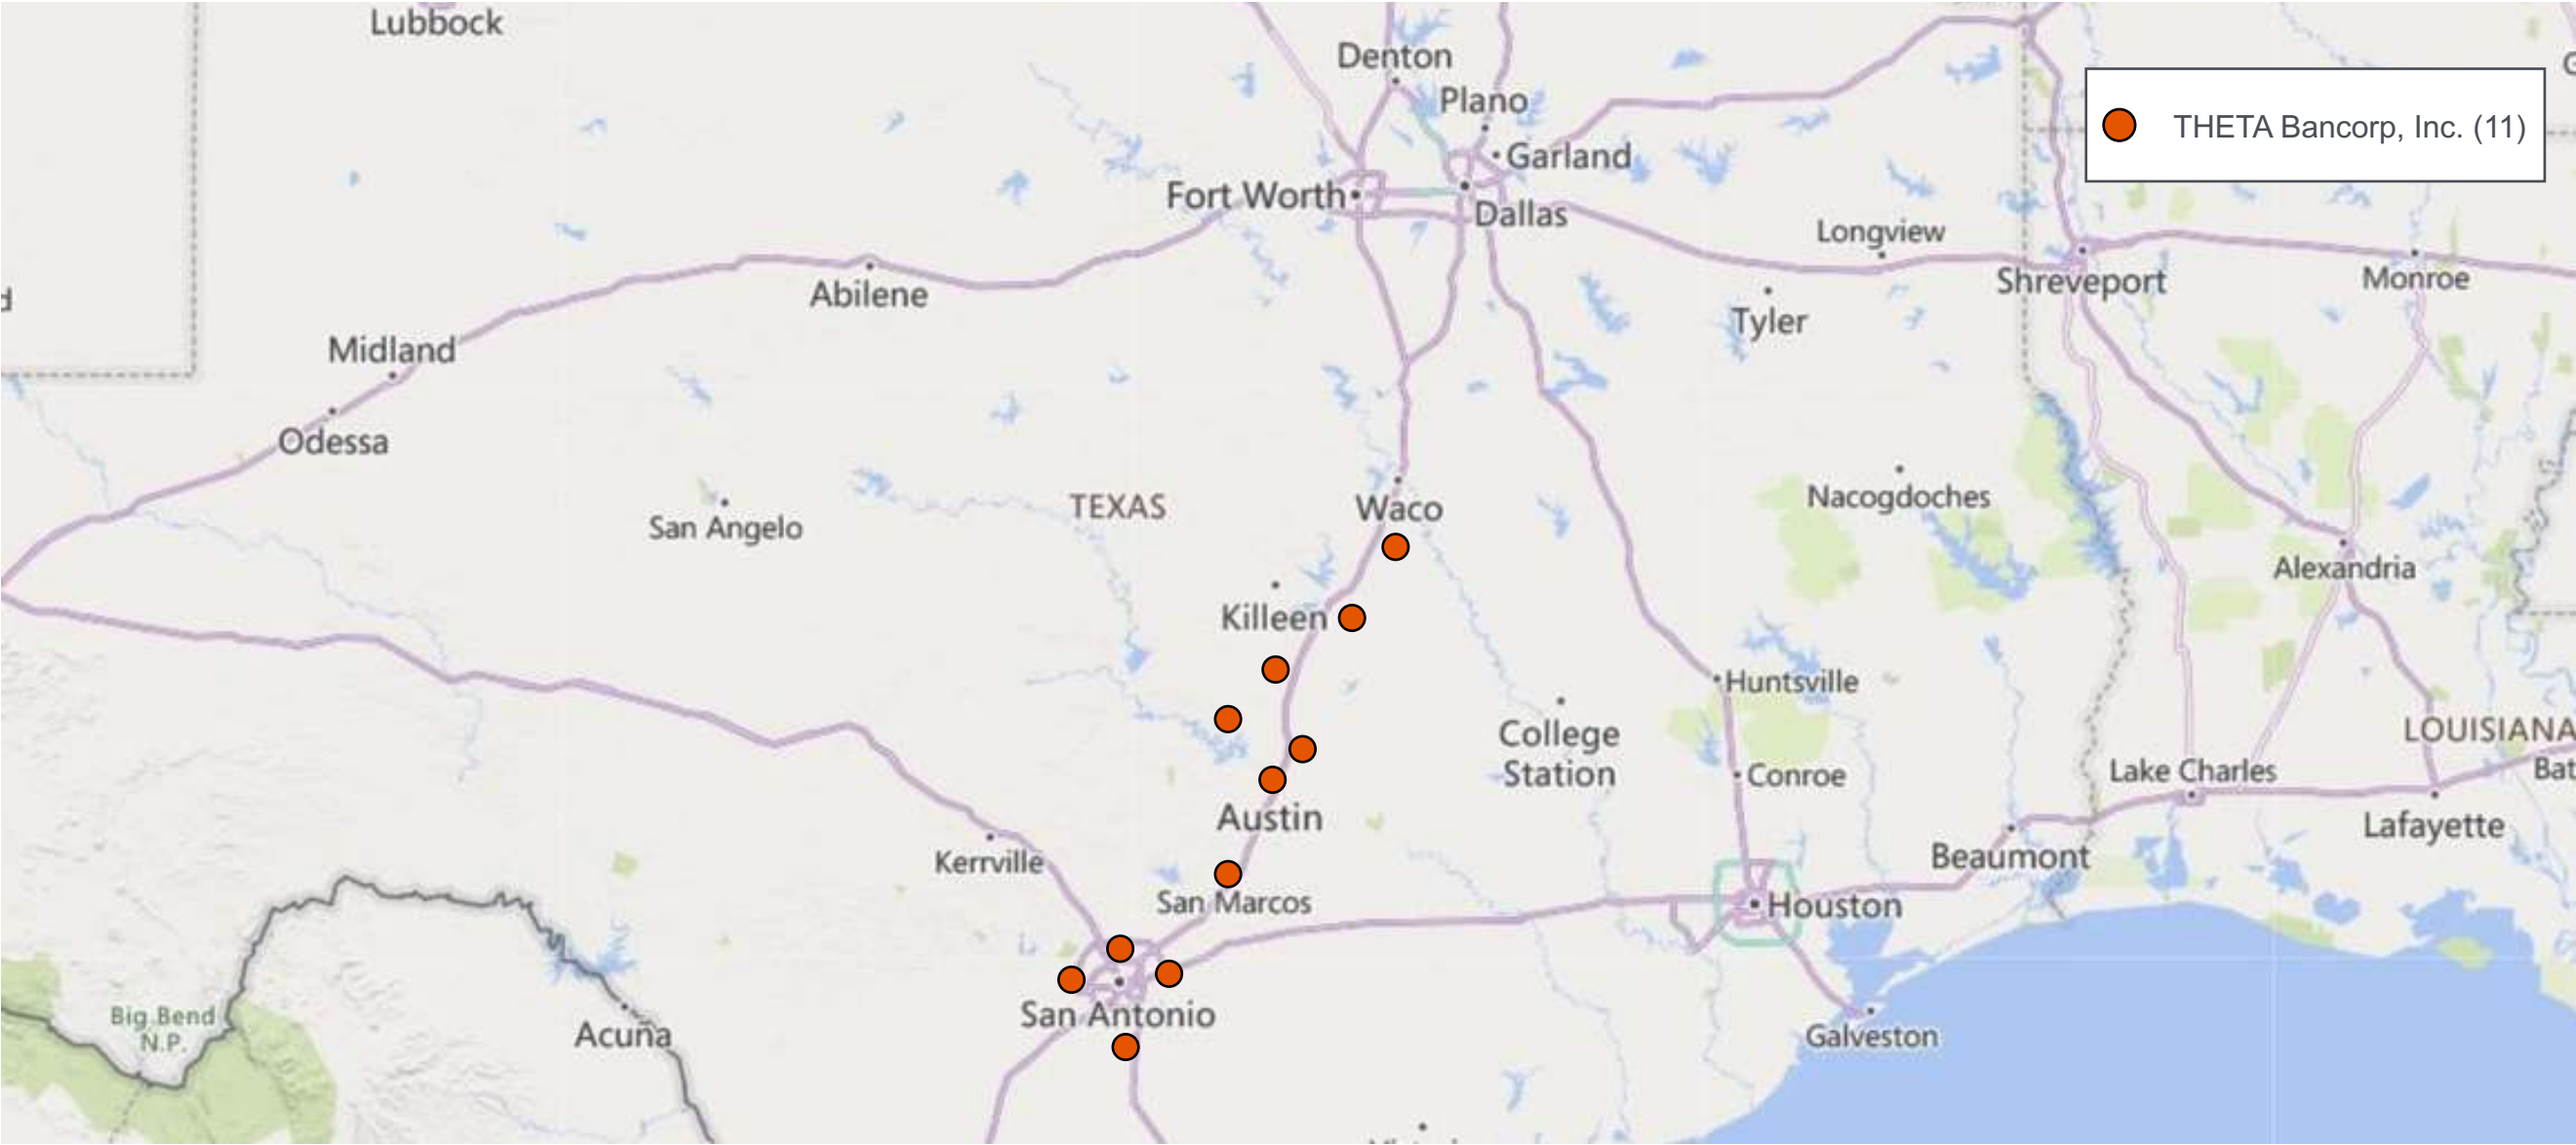 Lubbock
Denton
Plano
THETA Bancorp, Inc. (11)
Garland
Fort Worth
Dallas
Longview
Shreveport
Monroe
Abilene
Tyler
Midland
Odessa
Nacogdoches
TEXAS
Waco
San Angelo
Alexandria
Killeen
Huntsville
College
Station
LOUISIANA
Lake Charles
Bat
Conroe
Austin
Lafayette
Kerrville
Beaumont
San Marcos
Houston
San Antonio
Big Bend
N.P.
Acuña
Galveston